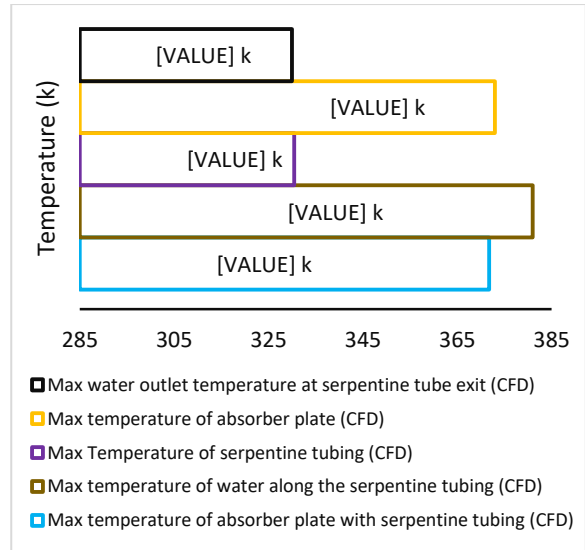 [VALUE] k
[VALUE] k
[VALUE] k
[VALUE] k
[VALUE] k
Temperature (k)
285 305 325 345 365 385
Max water outlet temperature at serpentine tube exit (CFD)
Max temperature of absorber plate (CFD)
Max Temperature of serpentine tubing (CFD)
Max temperature of water along the serpentine tubing (CFD)
Max temperature of absorber plate with serpentine tubing (CFD)